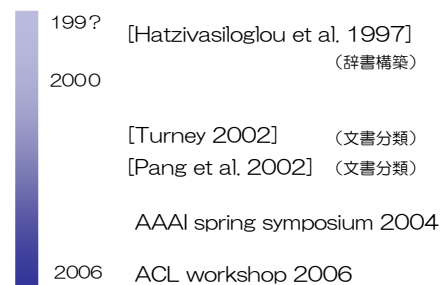 199?
[Hatzivasiloglou et al. 1997]
（辞書構築）
2000
[Turney 2002] （文書分類）
[Pang et al. 2002] （文書分類）
AAAI spring symposium 2004
2006 ACL workshop 2006